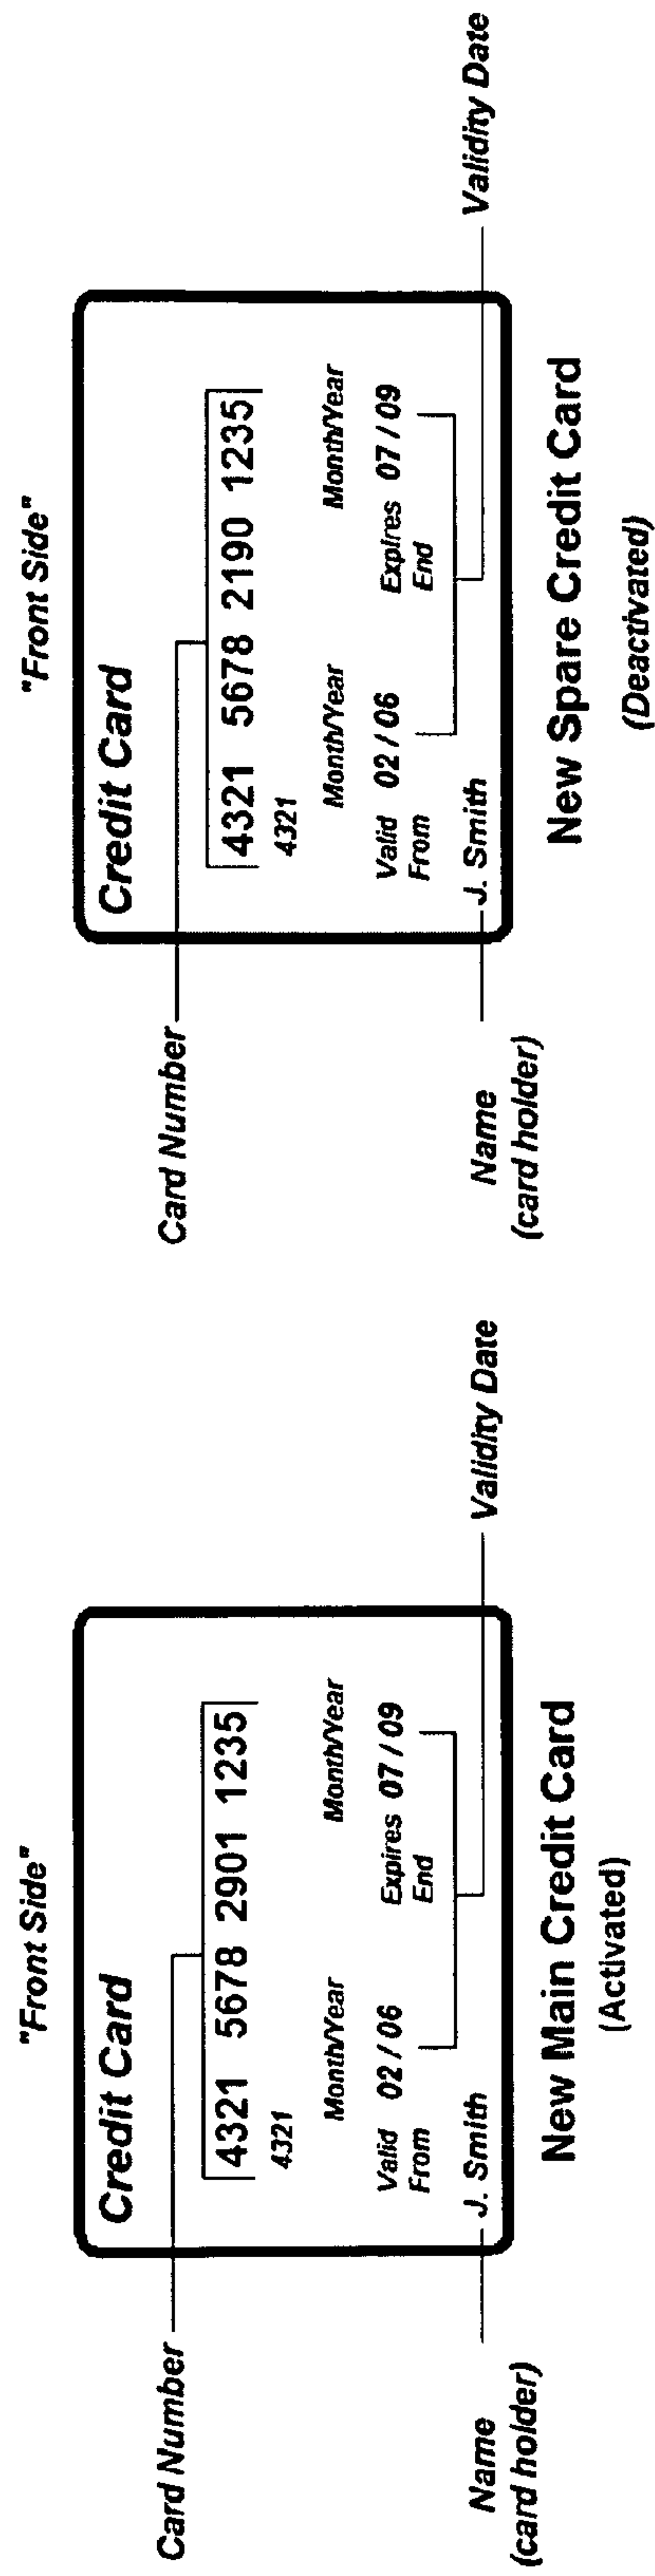 "Front Side"
Credit Card
Card Number
4321 5678 2901 1235
4321
Month/Year Month/Year
Valid 02 / 06 Expires 07 / 09
From End
J. Smith
Name
(card holder)
Validity Date
New Main Credit Card
(Activated)
"Front Side"
Credit Card
Card Number
4321 5678 2190 1235
4321
Month/Year Month/Year
Valid 02 / 06 Expires 07 / 09
From End
J. Smith
Name
(card holder)
Validity Date
New Spare Credit Card
(Deactivated)